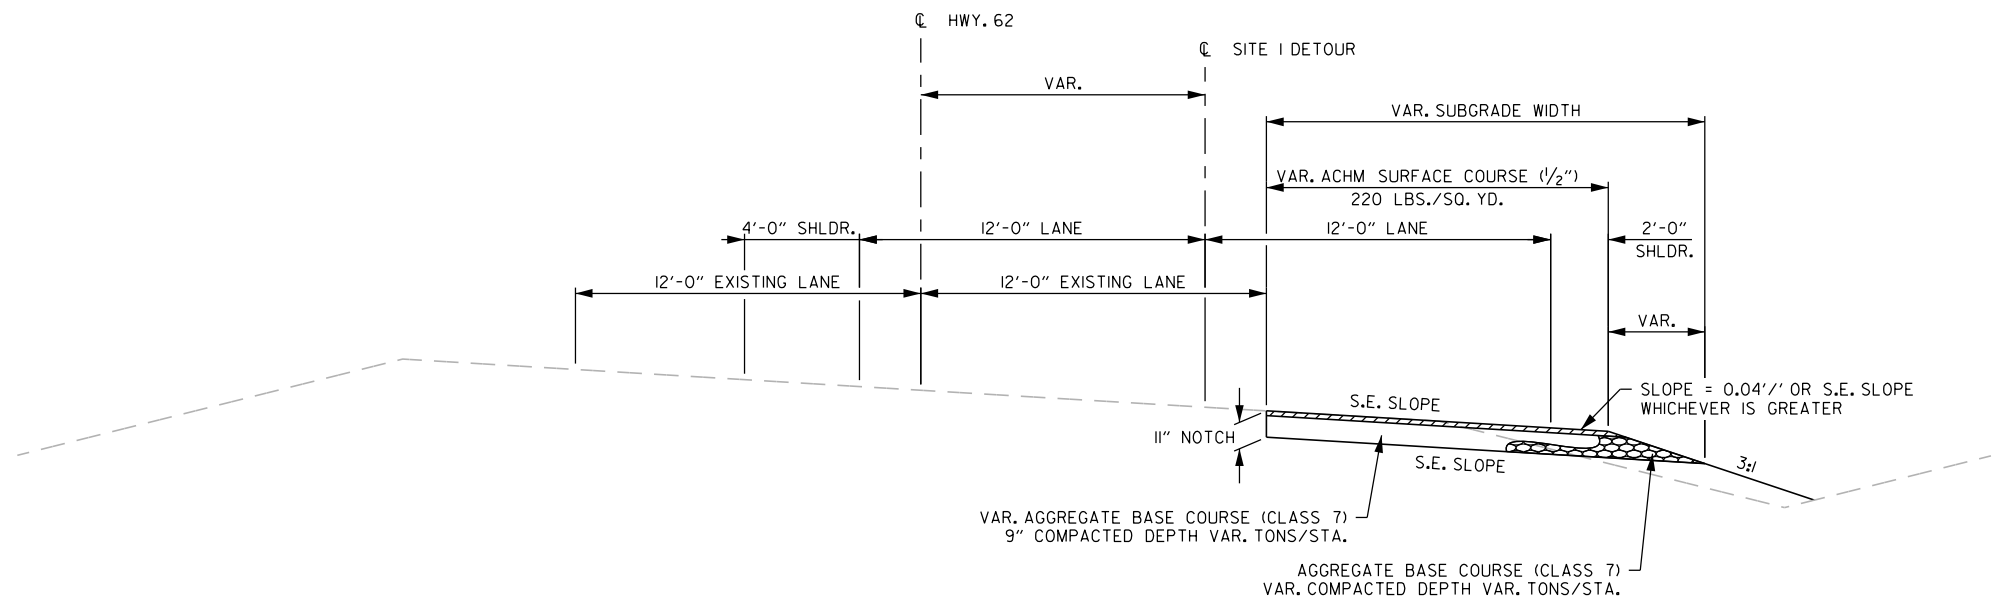 ℄ HWY. 62
℄ SITE 1 DETOUR
VAR.
VAR. SUBGRADE WIDTH
VAR. ACHM SURFACE COURSE (1/2")
220 LBS./SQ. YD.
4'-0" SHLDR.
12'-0" LANE
12'-0" LANE
2'-0"
SHLDR.
12'-0" EXISTING LANE
12'-0" EXISTING LANE
VAR.
SLOPE = 0.04'/' OR S.E. SLOPE
WHICHEVER IS GREATER
S.E. SLOPE
11" NOTCH
S.E. SLOPE
3:1
VAR. AGGREGATE BASE COURSE (CLASS 7)
9" COMPACTED DEPTH VAR. TONS/STA.
AGGREGATE BASE COURSE (CLASS 7)
VAR. COMPACTED DEPTH VAR. TONS/STA.